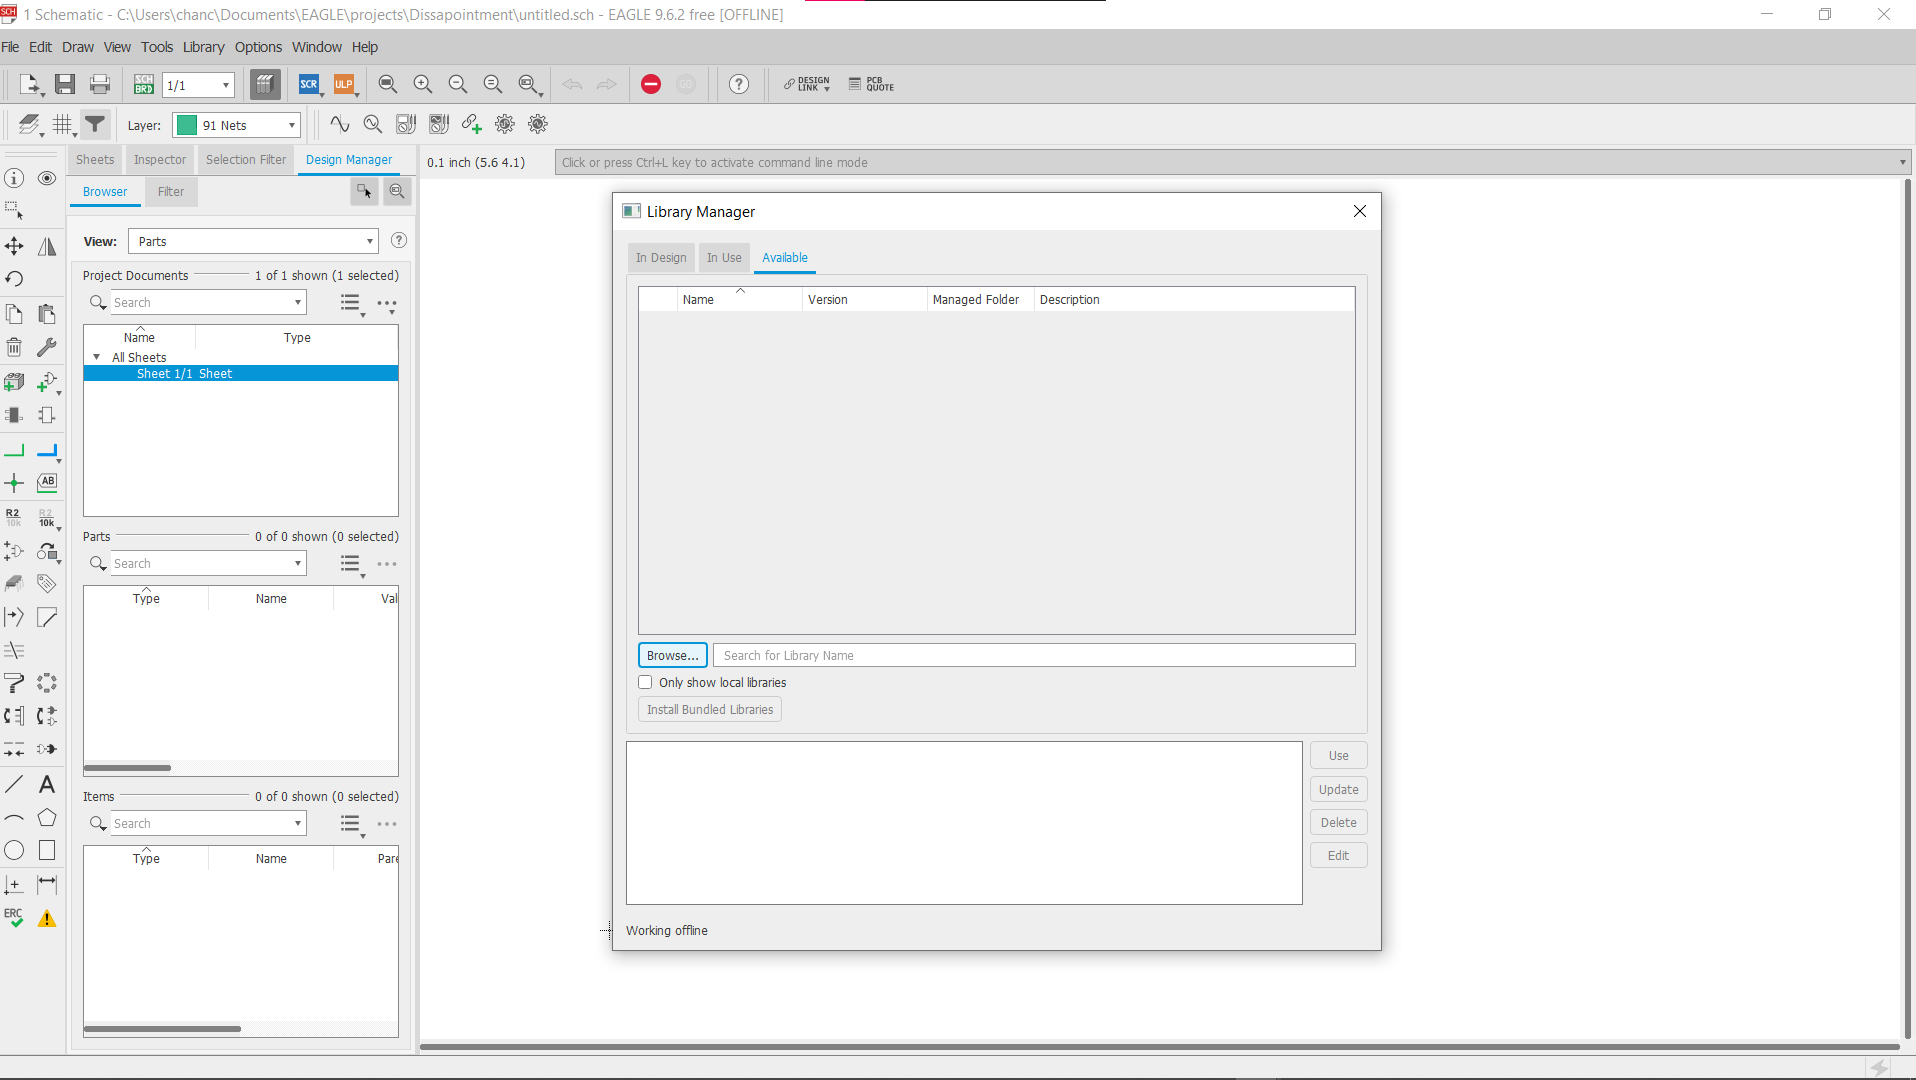 1 Schematic - C:\Users\chanc\Documents\EAGLE\projects\Dissapointment\untitled.sch - EAGLE 9.6.2 free [OFFLINE]
File Edit Draw View Tools Library Options Window Help
SCH BRD 1/1 SCR ULP GO ? DESIGN LINK PCB QUOTE
Layer: 91 Nets
Sheets Inspector Selection Filter Design Manager
0.1 inch (5.6 4.1) Click or press Ctrl+L key to activate command line mode
Browser Filter
View: Parts ?
Project Documents 1 of 1 shown (1 selected)
Search
Name Type
All Sheets
Sheet 1/1 Sheet
Parts 0 of 0 shown (0 selected)
Search
Type Name Val
Items 0 of 0 shown (0 selected)
Search
Type Name Pare
AB
R2 10k R2 10k
A
ERC
Library Manager
In Design In Use Available
Name Version Managed Folder Description
Browse... Search for Library Name
Only show local libraries
Install Bundled Libraries
Use
Update
Delete
Edit
Working offline